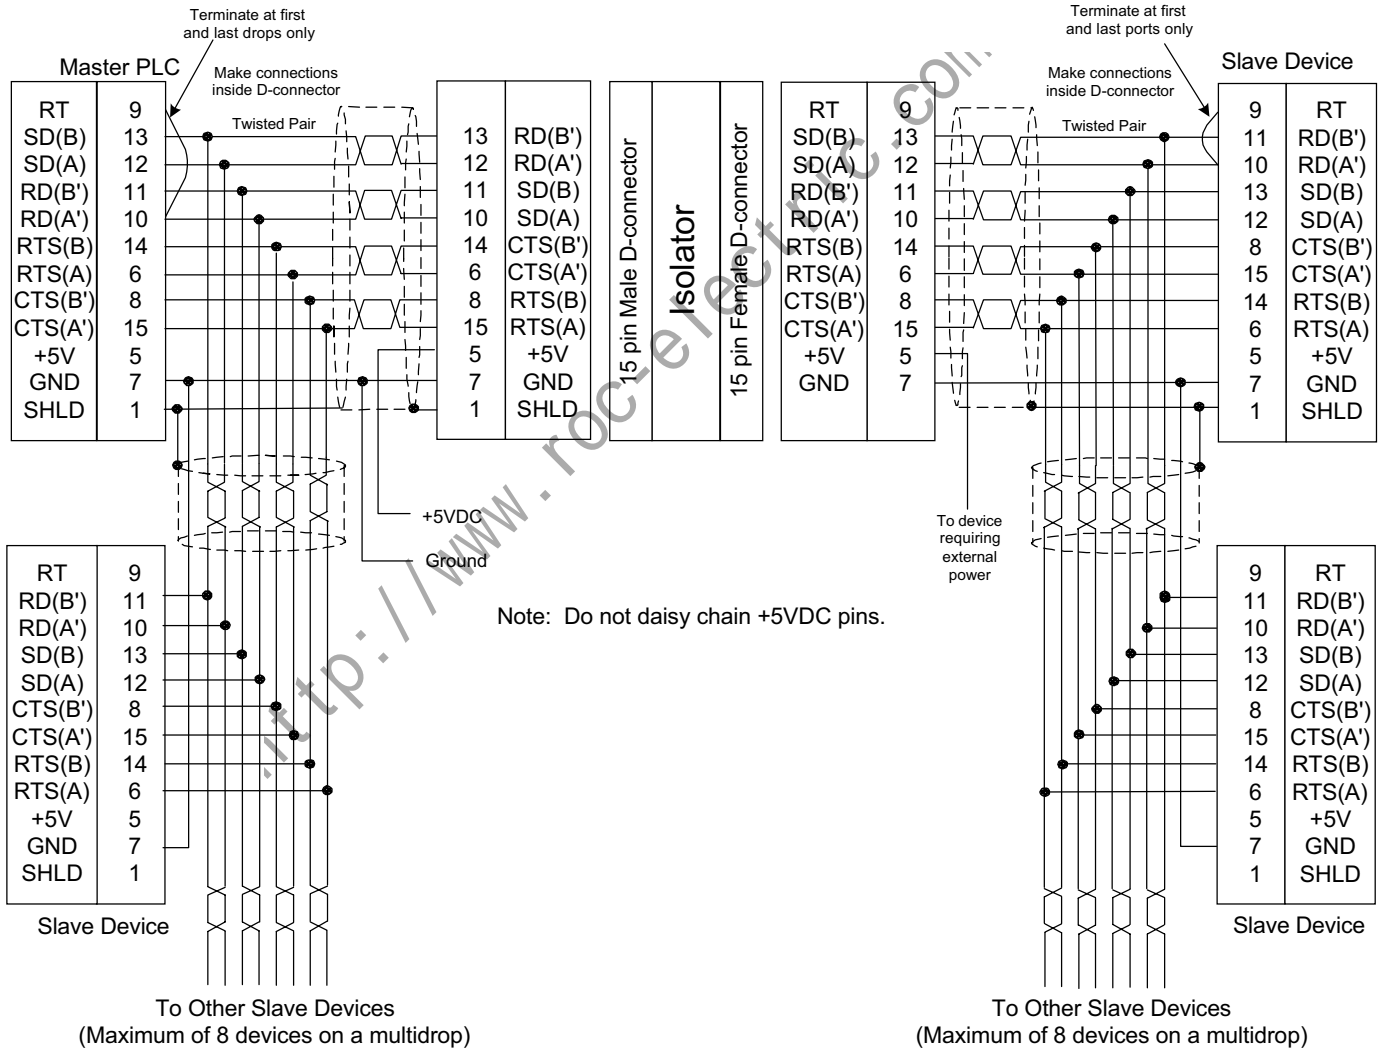 Terminate at first
and last drops only
Master PLC
Make connections
inside D-connector
Twisted Pair
RT 9
SD(B) 13
SD(A) 12
RD(B') 11
RD(A') 10
RTS(B) 14
RTS(A) 6
CTS(B') 8
CTS(A') 15
+5V 5
GND 7
SHLD 1
13 RD(B')
12 RD(A')
11 SD(B)
10 SD(A)
14 CTS(B')
6 CTS(A')
8 RTS(B)
15 RTS(A)
5 +5V
7 GND
1 SHLD
15 pin Male D-connector
Isolator
15 pin Female D-connector
RT 9
SD(B) 13
SD(A) 12
RD(B') 11
RD(A') 10
RTS(B) 14
RTS(A) 6
CTS(B') 8
CTS(A') 15
+5V 5
GND 7
Terminate at first
and last ports only
Make connections
inside D-connector
Twisted Pair
Slave Device
9 RT
11 RD(B')
10 RD(A')
13 SD(B)
12 SD(A)
8 CTS(B')
15 CTS(A')
14 RTS(B)
6 RTS(A)
5 +5V
7 GND
1 SHLD
+5VDC
Ground
To device
requiring
external
power
Note: Do not daisy chain +5VDC pins.
RT 9
RD(B') 11
RD(A') 10
SD(B) 13
SD(A) 12
CTS(B') 8
CTS(A') 15
RTS(B) 14
RTS(A) 6
+5V 5
GND 7
SHLD 1
Slave Device
To Other Slave Devices
(Maximum of 8 devices on a multidrop)
9 RT
11 RD(B')
10 RD(A')
13 SD(B)
12 SD(A)
8 CTS(B')
15 CTS(A')
14 RTS(B)
6 RTS(A)
5 +5V
7 GND
1 SHLD
Slave Device
To Other Slave Devices
(Maximum of 8 devices on a multidrop)